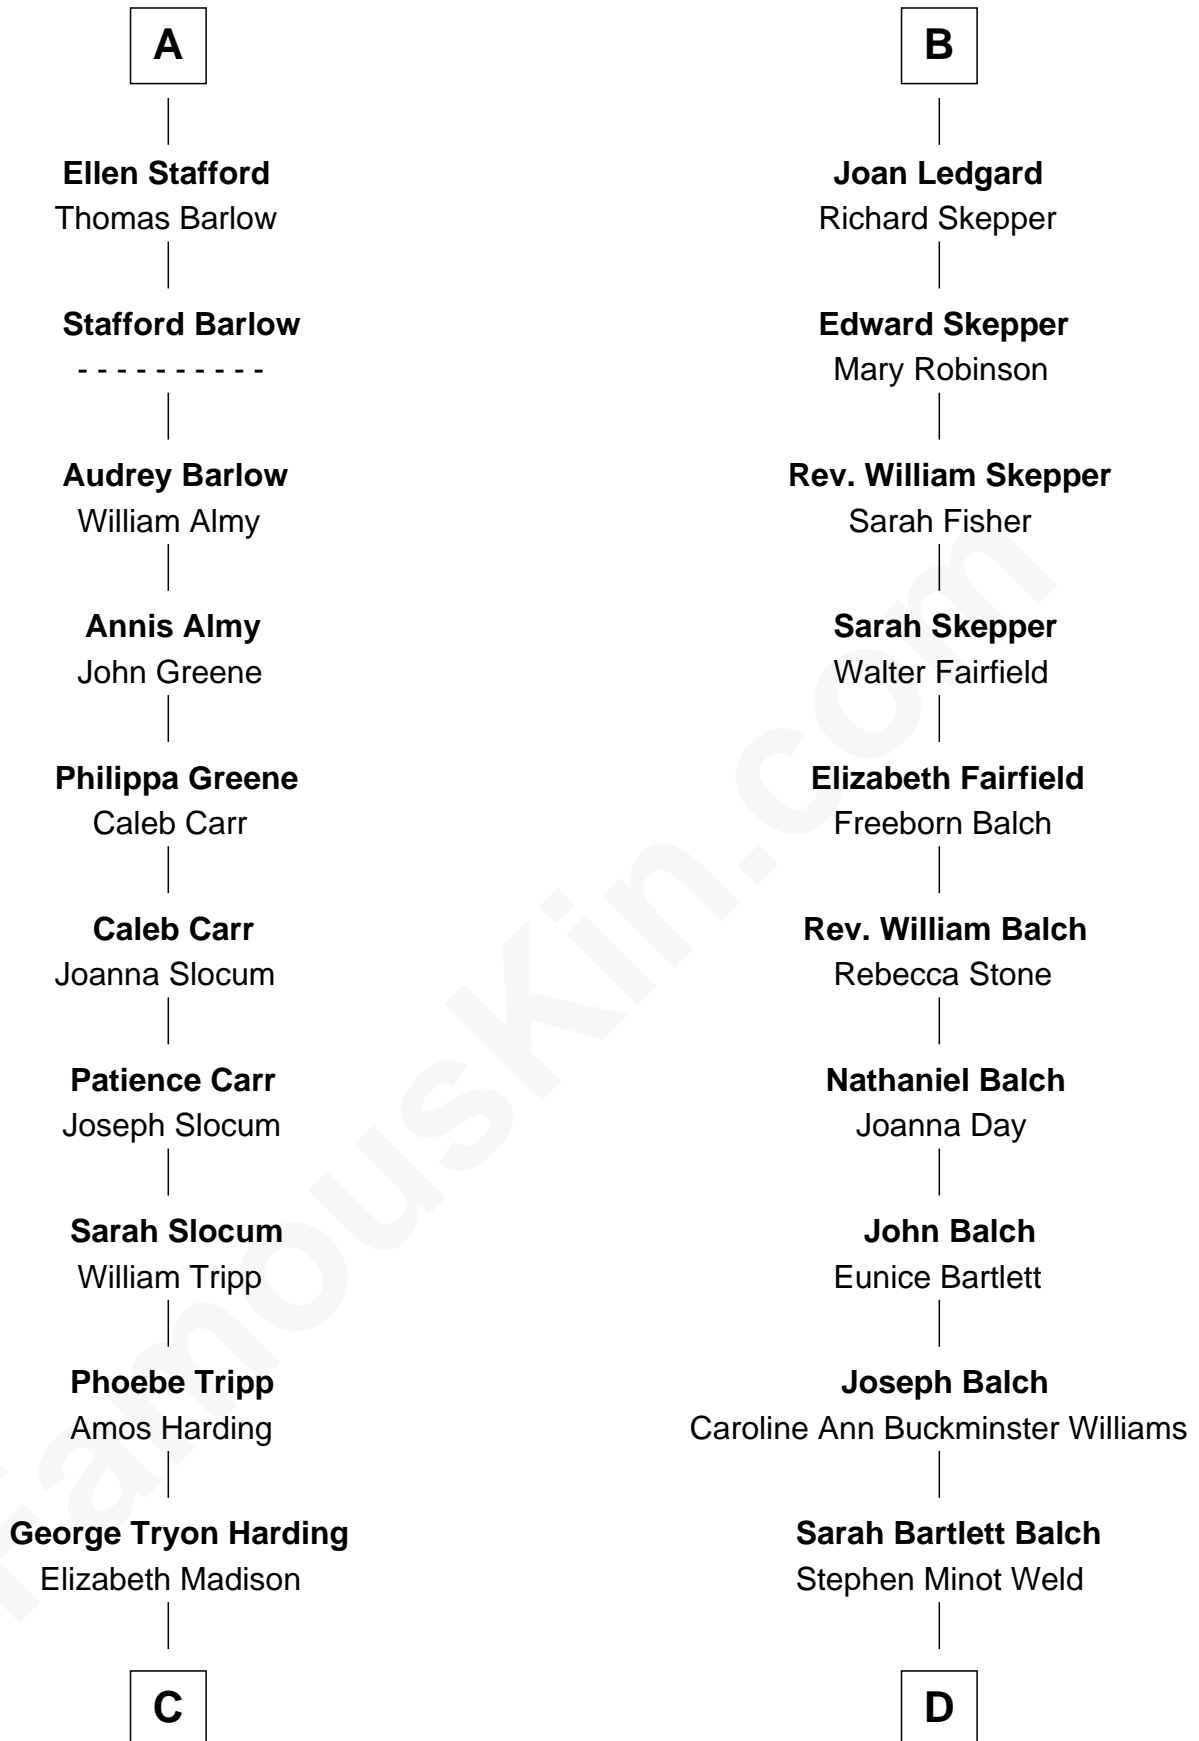 A
Ellen Stafford
Thomas Barlow
Stafford Barlow
- - - - - - - - - -
Audrey Barlow
William Almy
Annis Almy
John Greene
Philippa Greene
Caleb Carr
Caleb Carr
Joanna Slocum
Patience Carr
Joseph Slocum
Sarah Slocum
William Tripp
Phoebe Tripp
Amos Harding
George Tryon Harding
Elizabeth Madison
C
B
Joan Ledgard
Richard Skepper
Edward Skepper
Mary Robinson
Rev. William Skepper
Sarah Fisher
Sarah Skepper
Walter Fairfield
Elizabeth Fairfield
Freeborn Balch
Rev. William Balch
Rebecca Stone
Nathaniel Balch
Joanna Day
John Balch
Eunice Bartlett
Joseph Balch
Caroline Ann Buckminster Williams
Sarah Bartlett Balch
Stephen Minot Weld
D
FamousKin.com